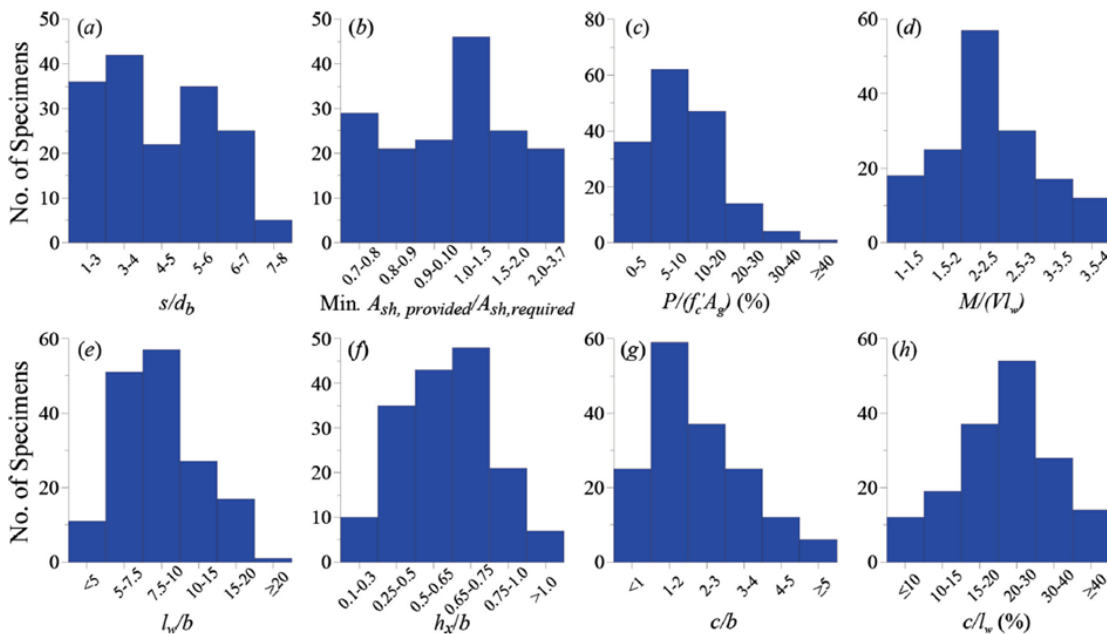 (a)
No. of Specimens
50
40
30
20
10
0
1-3 3-4 4-5 5-6 6-7 7-8
s/d_b
(b)
50
40
30
20
10
0
0.7-0.8 0.8-0.9 0.9-0.10 1.0-1.5 1.5-2.0 2.0-3.7
Min. A_sh, provided/A_sh,required
(c)
80
60
40
20
0
0-5 5-10 10-20 20-30 30-40 ≥40
P/(f_c'A_g) (%)
(d)
60
40
20
0
1-1.5 1.5-2 2-2.5 2.5-3 3-3.5 3.5-4
M/(Vl_w)
(e)
No. of Specimens
60
40
20
0
<5 5-7.5 7.5-10 10-15 15-20 ≥20
l_w/b
(f)
50
40
30
20
10
0
0.1-0.3 0.25-0.5 0.5-0.65 0.65-0.75 0.75-1.0 >1.0
h_x/b
(g)
60
40
20
0
<1 1-2 2-3 3-4 4-5 ≥5
c/b
(h)
60
40
20
0
≤10 10-15 15-20 20-30 30-40 ≥40
c/l_w (%)